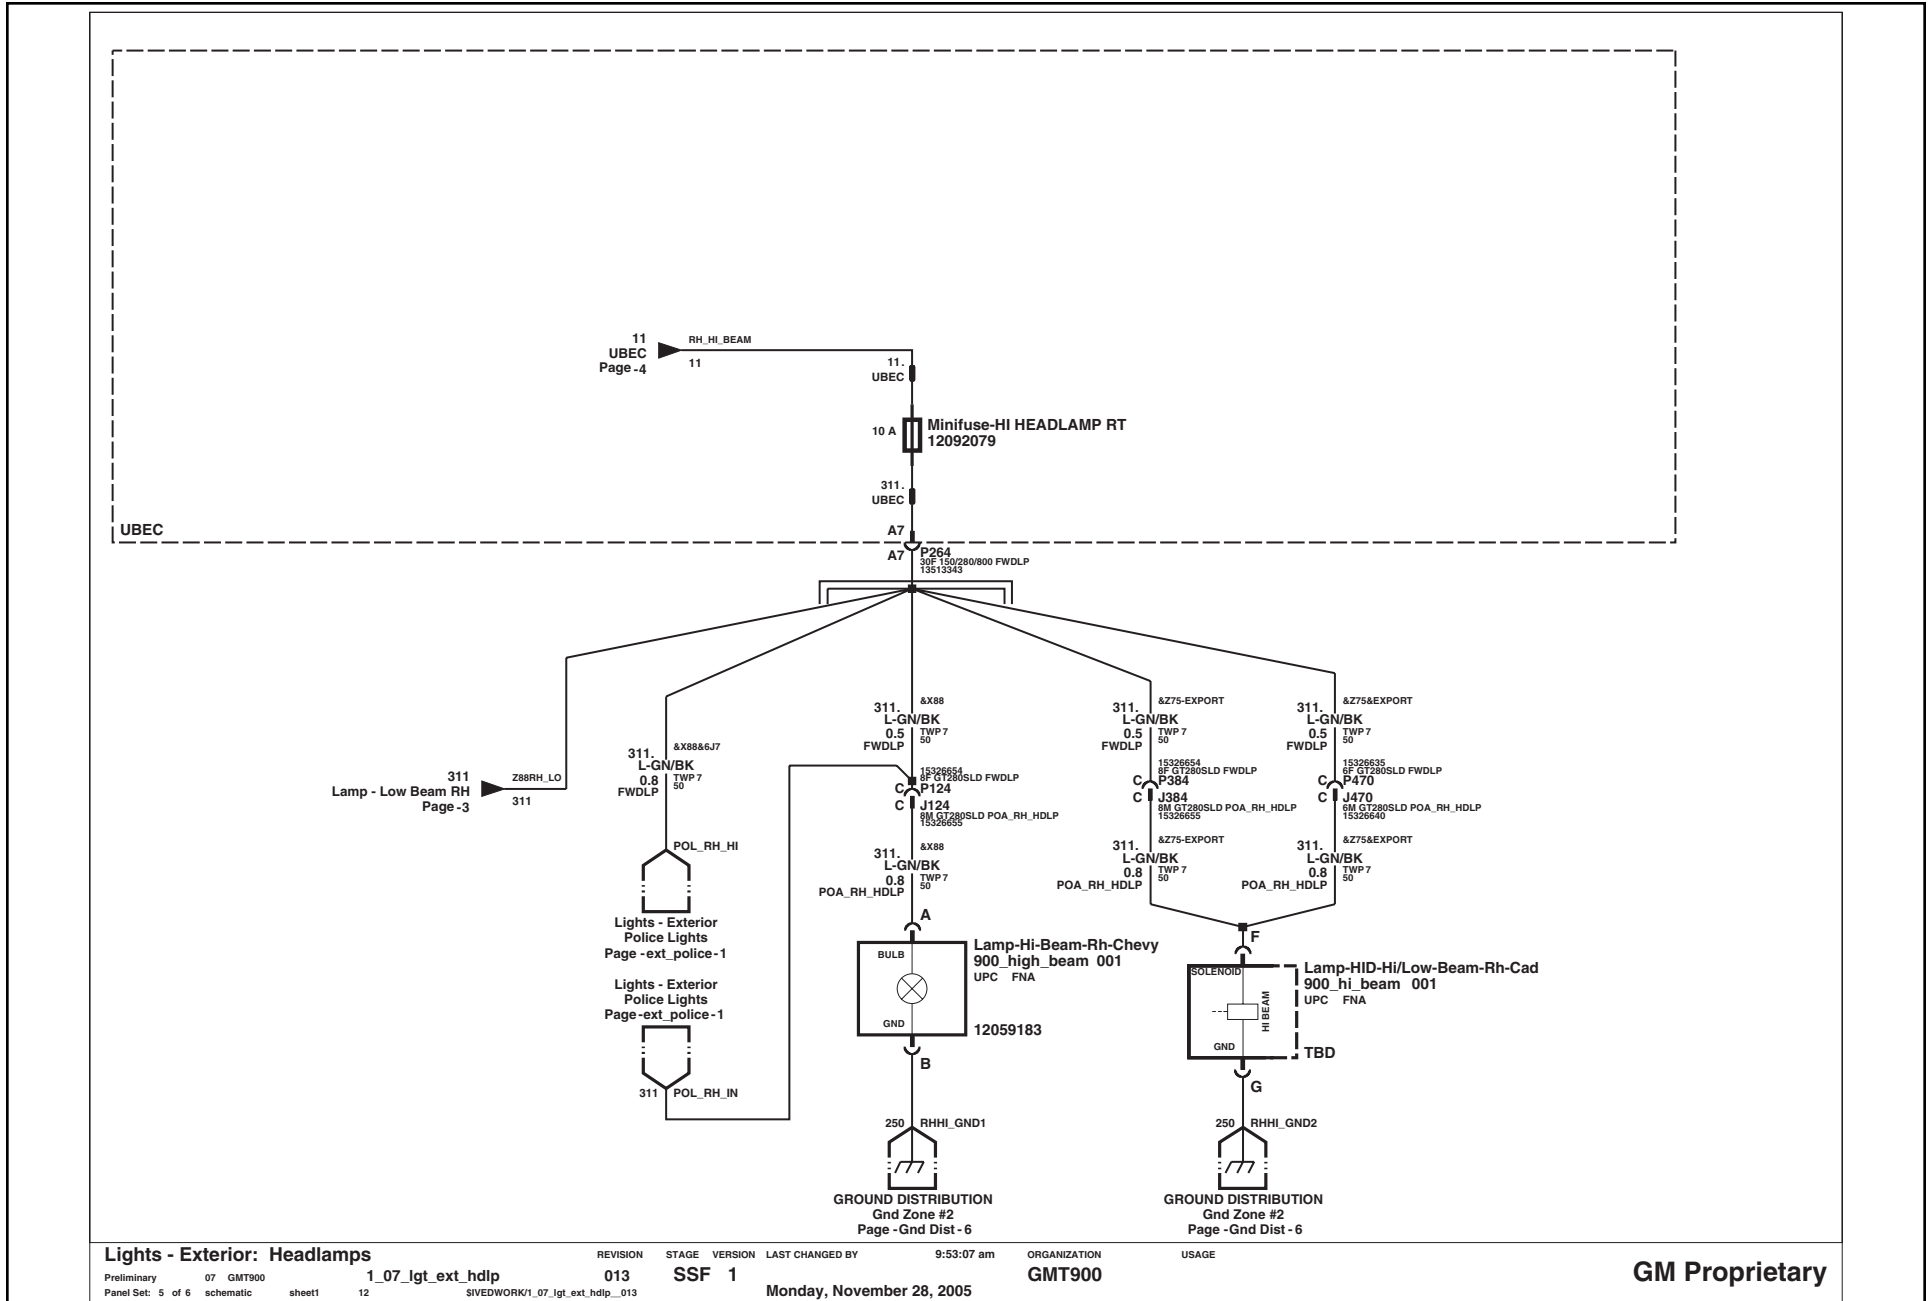 11
UBEC
Page -4
RH_HI_BEAM
11
11.
UBEC
10 A
Minifuse-HI HEADLAMP RT
12092079
311.
UBEC
UBEC
A7
A7
P264
30F 150/280/800 FWDLP
13513343
311
Lamp - Low Beam RH
Page -3
Z88RH_LO
311
311.
&X88&6J7
L-GN/BK
0.8
TWP 7
50
FWDLP
POL_RH_HI
Lights - Exterior
Police Lights
Page -ext_police-1
Lights - Exterior
Police Lights
Page-ext_police-1
311
POL_RH_IN
311.
&X88
L-GN/BK
0.5
TWP 7
50
FWDLP
15326654
8F GT280SLD FWDLP
C
P124
C
J124
8M GT280SLD POA_RH_HDLP
15326655
311.
&X88
L-GN/BK
0.8
TWP 7
50
POA_RH_HDLP
A
BULB
GND
Lamp-Hi-Beam-Rh-Chevy
900_high_beam 001
UPC FNA
12059183
B
250
RHHI_GND1
GROUND DISTRIBUTION
Gnd Zone #2
Page -Gnd Dist -6
311.
&Z75-EXPORT
L-GN/BK
0.5
TWP 7
50
FWDLP
15326654
8F GT280SLD FWDLP
C
P384
C
J384
8M GT280SLD POA_RH_HDLP
15326655
311.
&Z75-EXPORT
L-GN/BK
0.8
TWP 7
50
POA_RH_HDLP
311.
&Z75&EXPORT
L-GN/BK
0.5
TWP 7
50
FWDLP
15326635
6F GT280SLD FWDLP
C
P470
C
J470
6M GT280SLD POA_RH_HDLP
15326640
311.
&Z75&EXPORT
L-GN/BK
0.8
TWP 7
50
POA_RH_HDLP
F
SOLENOID
HI BEAM
GND
Lamp-HID-Hi/Low-Beam-Rh-Cad
900_hi_beam 001
UPC FNA
TBD
G
250
RHHI_GND2
GROUND DISTRIBUTION
Gnd Zone #2
Page -Gnd Dist -6
Lights - Exterior: Headlamps
REVISION STAGE VERSION LAST CHANGED BY 9:53:07 am ORGANIZATION USAGE
Preliminary 07 GMT900 1_07_lgt_ext_hdlp 013 SSF 1 GMT900
Panel Set: 5 of 6 schematic sheet1 12 $IVEDWORK/1_07_lgt_ext_hdlp__013 Monday, November 28, 2005
GM Proprietary